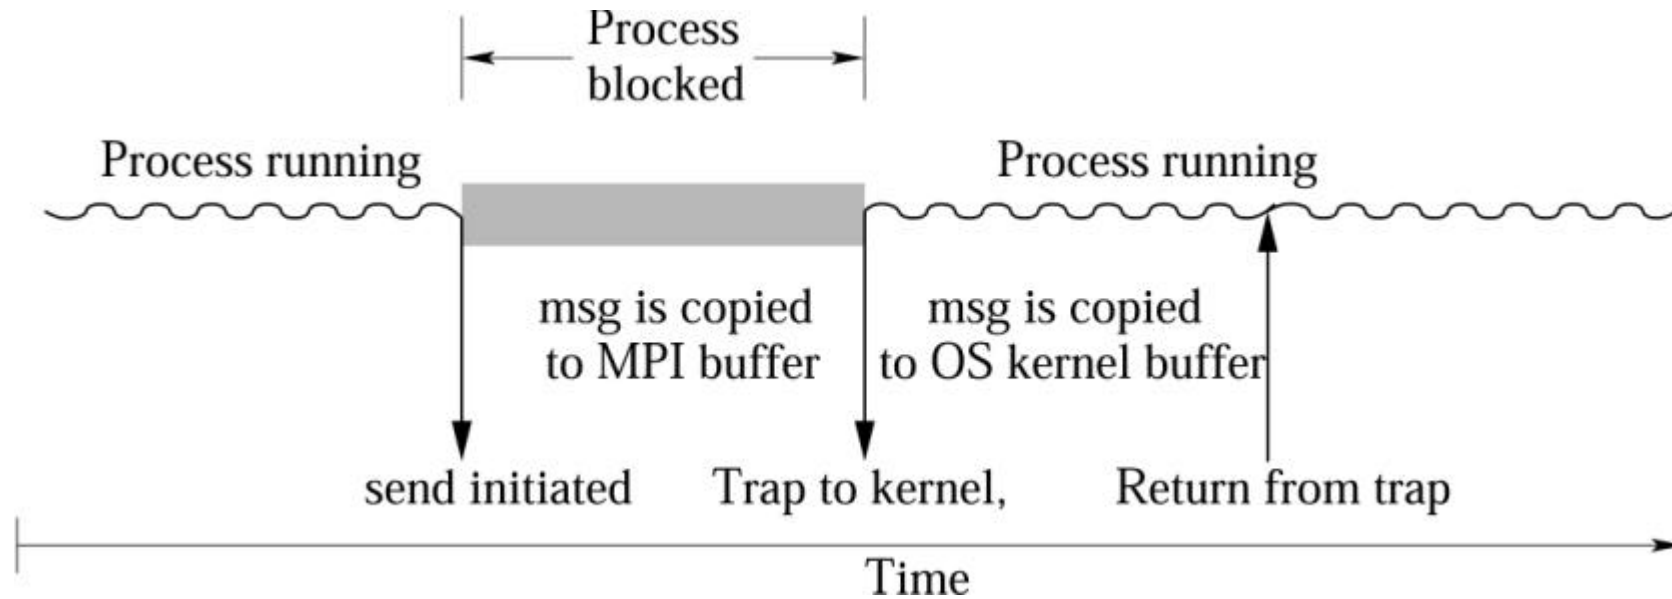 Process
blocked
Process running
Process running
msg is copied
to MPI buffer
msg is copied
to OS kernel buffer
send initiated
Trap to kernel,
Return from trap
Time